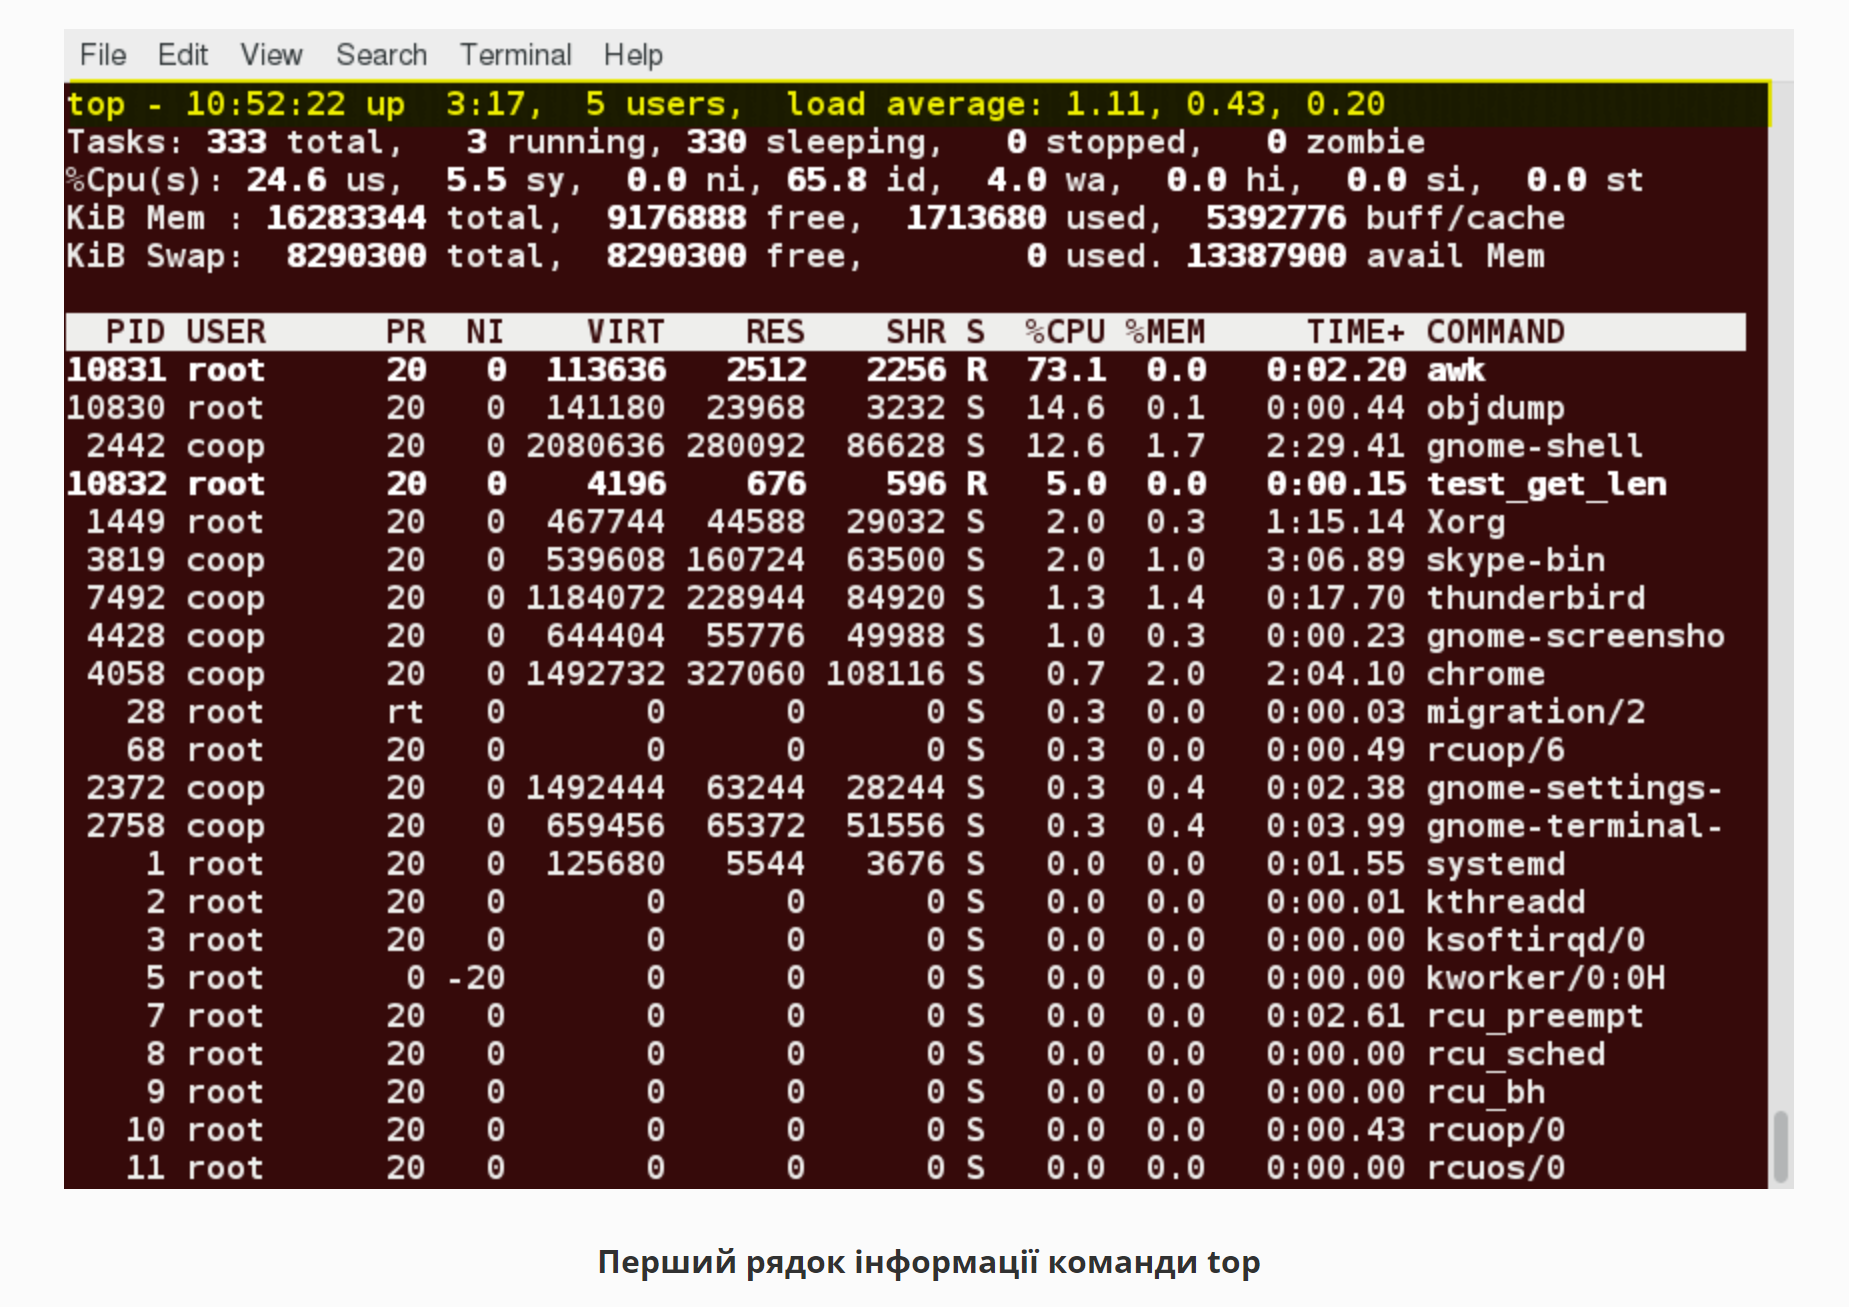 File Edit View Search Terminal Help
top - 10:52:22 up  3:17,  5 users,  load average: 1.11, 0.43, 0.20
Tasks: 333 total,   3 running, 330 sleeping,   0 stopped,   0 zombie
%Cpu(s): 24.6 us,  5.5 sy,  0.0 ni, 65.8 id,  4.0 wa,  0.0 hi,  0.0 si,  0.0 st
KiB Mem : 16283344 total,  9176888 free,  1713680 used,  5392776 buff/cache
KiB Swap:  8290300 total,  8290300 free,        0 used. 13387900 avail Mem
PID USER PR NI VIRT RES SHR S %CPU %MEM TIME+ COMMAND
10831 root 20 0 113636 2512 2256 R 73.1 0.0 0:02.20 awk
10830 root 20 0 141180 23968 3232 S 14.6 0.1 0:00.44 objdump
2442 coop 20 0 2080636 280092 86628 S 12.6 1.7 2:29.41 gnome-shell
10832 root 20 0 4196 676 596 R 5.0 0.0 0:00.15 test_get_len
1449 root 20 0 467744 44588 29032 S 2.0 0.3 1:15.14 Xorg
3819 coop 20 0 539608 160724 63500 S 2.0 1.0 3:06.89 skype-bin
7492 coop 20 0 1184072 228944 84920 S 1.3 1.4 0:17.70 thunderbird
4428 coop 20 0 644404 55776 49988 S 1.0 0.3 0:00.23 gnome-screensho
4058 coop 20 0 1492732 327060 108116 S 0.7 2.0 2:04.10 chrome
28 root rt 0 0 0 0 S 0.3 0.0 0:00.03 migration/2
68 root 20 0 0 0 0 S 0.3 0.0 0:00.49 rcuop/6
2372 coop 20 0 1492444 63244 28244 S 0.3 0.4 0:02.38 gnome-settings-
2758 coop 20 0 659456 65372 51556 S 0.3 0.4 0:03.99 gnome-terminal-
1 root 20 0 125680 5544 3676 S 0.0 0.0 0:01.55 systemd
2 root 20 0 0 0 0 S 0.0 0.0 0:00.01 kthreadd
3 root 20 0 0 0 0 S 0.0 0.0 0:00.00 ksoftirqd/0
5 root 0 -20 0 0 0 S 0.0 0.0 0:00.00 kworker/0:0H
7 root 20 0 0 0 0 S 0.0 0.0 0:02.61 rcu_preempt
8 root 20 0 0 0 0 S 0.0 0.0 0:00.00 rcu_sched
9 root 20 0 0 0 0 S 0.0 0.0 0:00.00 rcu_bh
10 root 20 0 0 0 0 S 0.0 0.0 0:00.43 rcuop/0
11 root 20 0 0 0 0 S 0.0 0.0 0:00.00 rcuos/0
Перший рядок інформації команди top